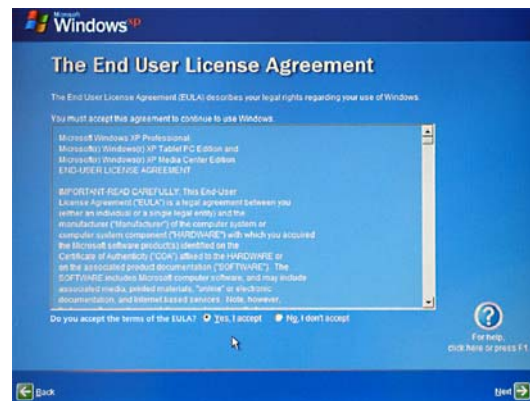 Microsoft
Windows xp
The End User License Agreement
The End User License Agreement (EULA) describes your legal rights regarding your use of Windows.
You must accept this agreement to continue to use Windows.
Microsoft Windows XP Professional
Microsoft(r) Windows(r) XP Tablet PC Edition and
Microsoft(r) Windows(r) XP Media Center Edition
END-USER LICENSE AGREEMENT
IMPORTANT-READ CAREFULLY: This End-User
License Agreement ("EULA") is a legal agreement between you
(either an individual or a single legal entity) and the
manufacturer ("Manufacturer") of the computer system or
computer system component ("HARDWARE") with which you acquired
the Microsoft software product(s) identified on the
Certificate of Authenticity ("COA") affixed to the HARDWARE or
on the associated product documentation ("SOFTWARE"). The
SOFTWARE includes Microsoft computer software, and may include
associated media, printed materials, "online" or electronic
documentation, and Internet based services. Note, however,
Do you accept the terms of the EULA? Yes, I accept No, I don't accept
For help,
click here or press F1
Back
Next